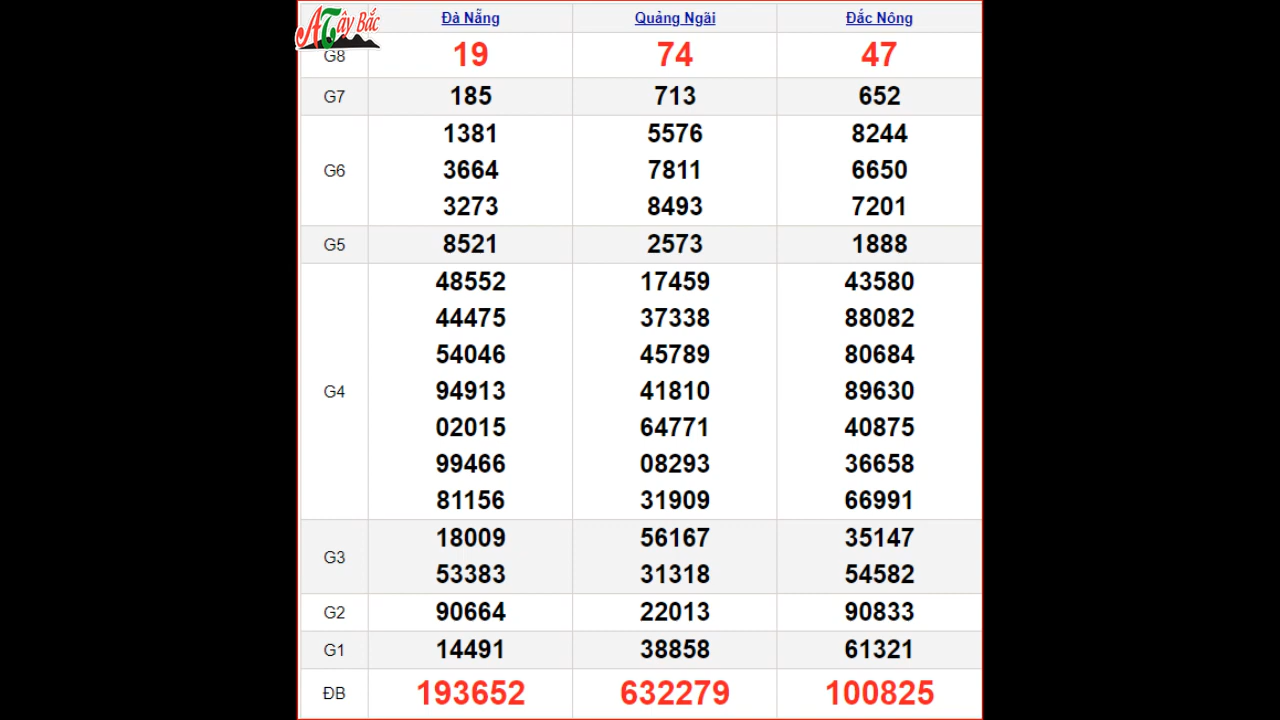 ATây Bắc
Đà Nẵng Quảng Ngãi Đắc Nông
G8 19 74 47
G7 185 713 652
1381 5576 8244
G6 3664 7811 6650
3273 8493 7201
G5 8521 2573 1888
48552 17459 43580
44475 37338 88082
54046 45789 80684
G4 94913 41810 89630
02015 64771 40875
99466 08293 36658
81156 31909 66991
18009 56167 35147
G3
53383 31318 54582
G2 90664 22013 90833
G1 14491 38858 61321
ĐB 193652 632279 100825